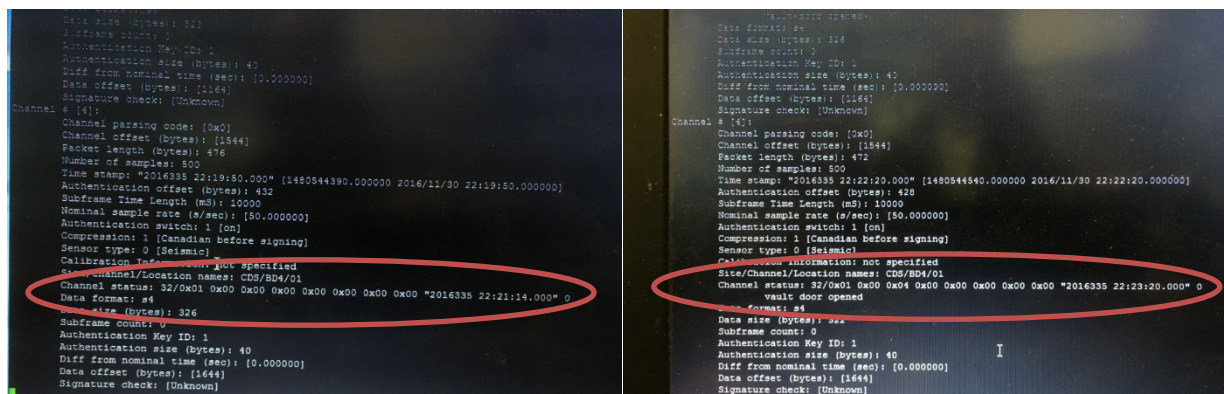 Data size (bytes): 328
Subframe count: 0
Authentication Key ID: 1
Authentication size (bytes): 40
Diff from nominal time (sec): [0.000000]
Data offset (bytes): [1164]
Signature check: [Unknown]
Channel # [4]:
Channel parsing code: [0x0]
Channel offset (bytes): [1544]
Packet length (bytes): 476
Number of samples: 500
Time stamp: "2016335 22:19:50.000" [1480544390.000000 2016/11/30 22:19:50.000000]
Authentication offset (bytes): 432
Subframe Time Length (mS): 10000
Nominal sample rate (s/sec): [50.000000]
Authentication switch: 1 [on]
Compression: 1 [Canadian before signing]
Sensor type: 0 [Seismic]
Calibration Information: not specified
Site/Channel/Location names: CDS/BD4/01
Channel status: 32/0x01 0x00 0x00 0x00 0x00 0x00 0x00 0x00 "2016335 22:21:14.000" 0
Data format: s4
Data size (bytes): 326
Subframe count: 0
Authentication Key ID: 1
Authentication size (bytes): 40
Diff from nominal time (sec): [0.000000]
Data offset (bytes): [1644]
Signature check: [Unknown]
vault door opened
Data format: s4
Data size (bytes): 326
Subframe count: 0
Authentication Key ID: 1
Authentication size (bytes): 40
Diff from nominal time (sec): [0.000000]
Data offset (bytes): [1164]
Signature check: [Unknown]
Channel # [4]:
Channel parsing code: [0x0]
Channel offset (bytes): [1544]
Packet length (bytes): 472
Number of samples: 500
Time stamp: "2016335 22:22:20.000" [1480544540.000000 2016/11/30 22:22:20.000000]
Authentication offset (bytes): 428
Subframe Time Length (mS): 10000
Nominal sample rate (s/sec): [50.000000]
Authentication switch: 1 [on]
Compression: 1 [Canadian before signing]
Sensor type: 0 [Seismic]
Calibration Information: not specified
Site/Channel/Location names: CDS/BD4/01
Channel status: 32/0x01 0x00 0x04 0x00 0x00 0x00 0x00 0x00 "2016335 22:23:20.000" 0
vault door opened
Data format: s4
Data size (bytes): 322
Subframe count: 0
Authentication Key ID: 1
Authentication size (bytes): 40
Diff from nominal time (sec): [0.000000]
Data offset (bytes): [1644]
Signature check: [Unknown]